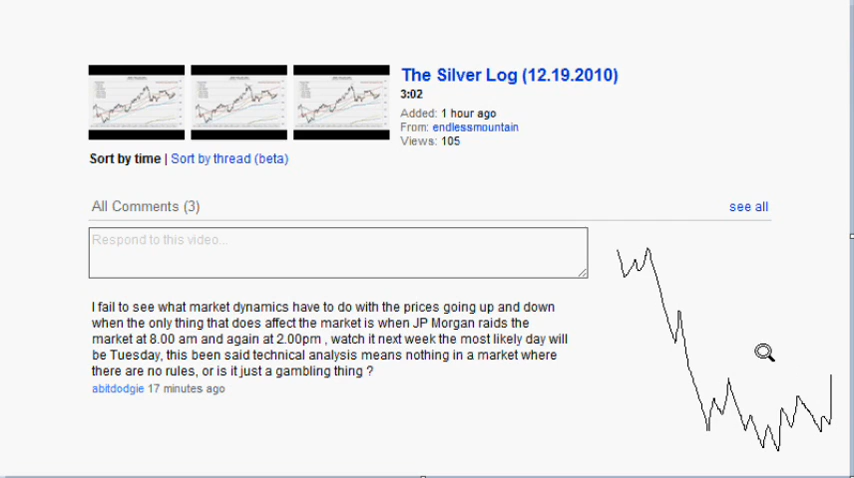 The Silver Log (12.19.2010)
3:02
Added: 1 hour ago
From: endlessmountain
Views: 105
Sort by time | Sort by thread (beta)
All Comments (3)
see all
Respond to this video...
I fail to see what market dynamics have to do with the prices going up and down
when the only thing that does affect the market is when JP Morgan raids the
market at 8.00 am and again at 2.00pm , watch it next week the most likely day will
be Tuesday, this been said technical analysis means nothing in a market where
there are no rules, or is it just a gambling thing ?
abitdodgie 17 minutes ago